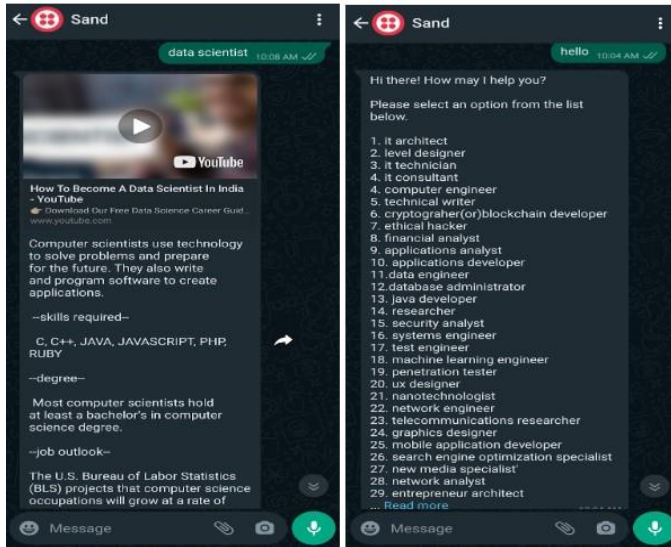 Sand
data scientist 10:08 AM
YouTube
How To Become A Data Scientist In India
- YouTube
Download Our Free Data Science Career Guid...
www.youtube.com
Computer scientists use technology
to solve problems and prepare
for the future. They also write
and program software to create
applications.
--skills required--
C, C++, JAVA, JAVASCRIPT, PHP,
RUBY
--degree--
Most computer scientists hold
at least a bachelor's in computer
science degree.
--job outlook--
The U.S. Bureau of Labor Statistics
(BLS) projects that computer science
occupations will grow at a rate of
Message
Sand
hello 10:04 AM
Hi there! How may I help you?
Please select an option from the list
below.
1. it architect
2. level designer
3. it technician
4. it consultant
4. computer engineer
5. technical writer
6. cryptograher(or)blockchain developer
7. ethical hacker
8. financial analyst
9. applications analyst
10. applications developer
11.data engineer
12.database administrator
13. java developer
14. researcher
15. security analyst
16. systems engineer
17. test engineer
18. machine learning engineer
19. penetration tester
20. ux designer
21. nanotechnologist
22. network engineer
23. telecommunications researcher
24. graphics designer
25. mobile application developer
26. search engine optimization specialist
27. new media specialist'
28. network analyst
29. entrepreneur architect
... Read more
Message